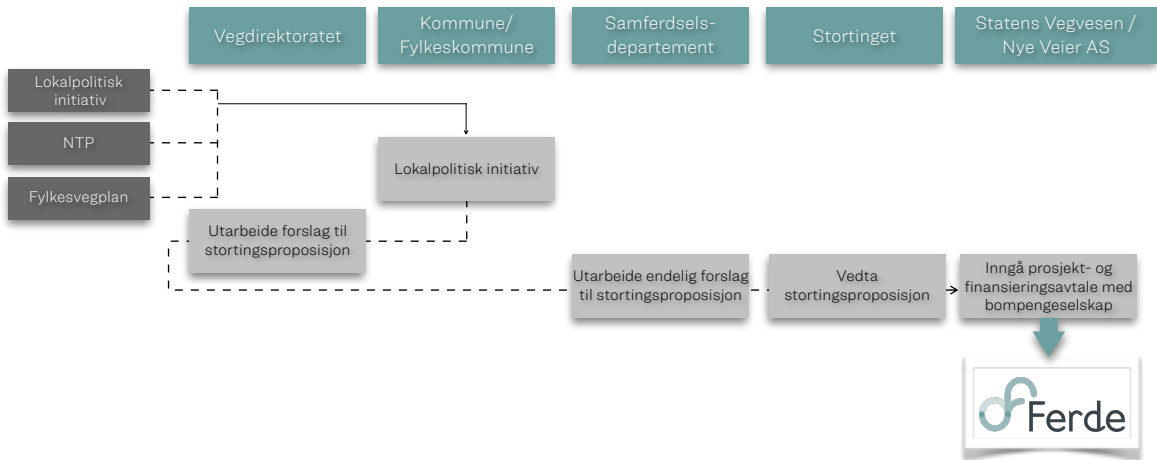 Vegdirektoratet
Kommune/
Fylkeskommune
Samferdsels-
departement
Stortinget
Statens Vegvesen /
Nye Veier AS
Lokalpolitisk
initiativ
NTP
Fylkesvegplan
Lokalpolitisk initiativ
Utarbeide forslag til
stortingsproposisjon
Utarbeide endelig forslag
til stortingsproposisjon
Vedta
stortingsproposisjon
Inngå prosjekt- og
finansieringsavtale med
bompengeselskap
Ferde